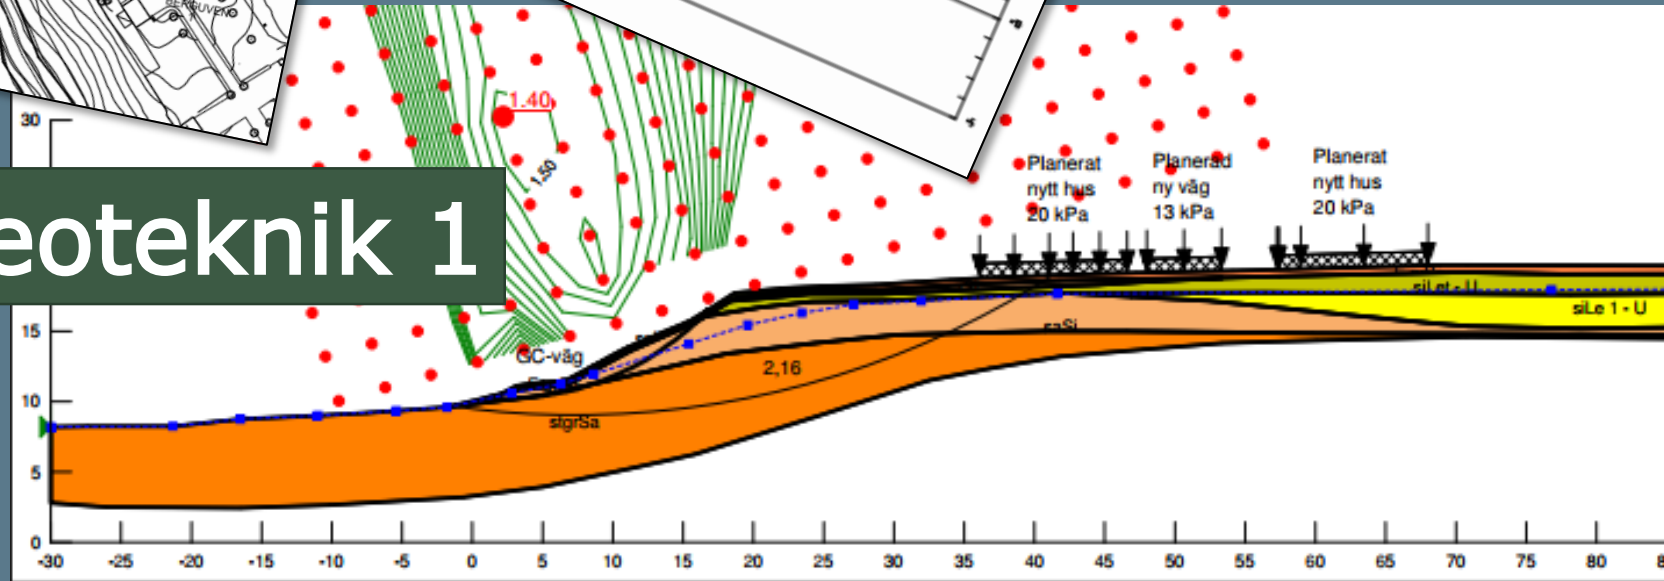 BERGUVEN
1.40
1.50
30
eoteknik 1
Planerat
nytt hus
20 kPa
Planerad
ny väg
13 kPa
Planerat
nytt hus
20 kPa
siLe 1 - U
15
saSi
GC-väg
2,16
10
stgrSa
5
0
-30 -25 -20 -15 -10 -5 0 5 10 15 20 25 30 35 40 45 50 55 60 65 70 75 80